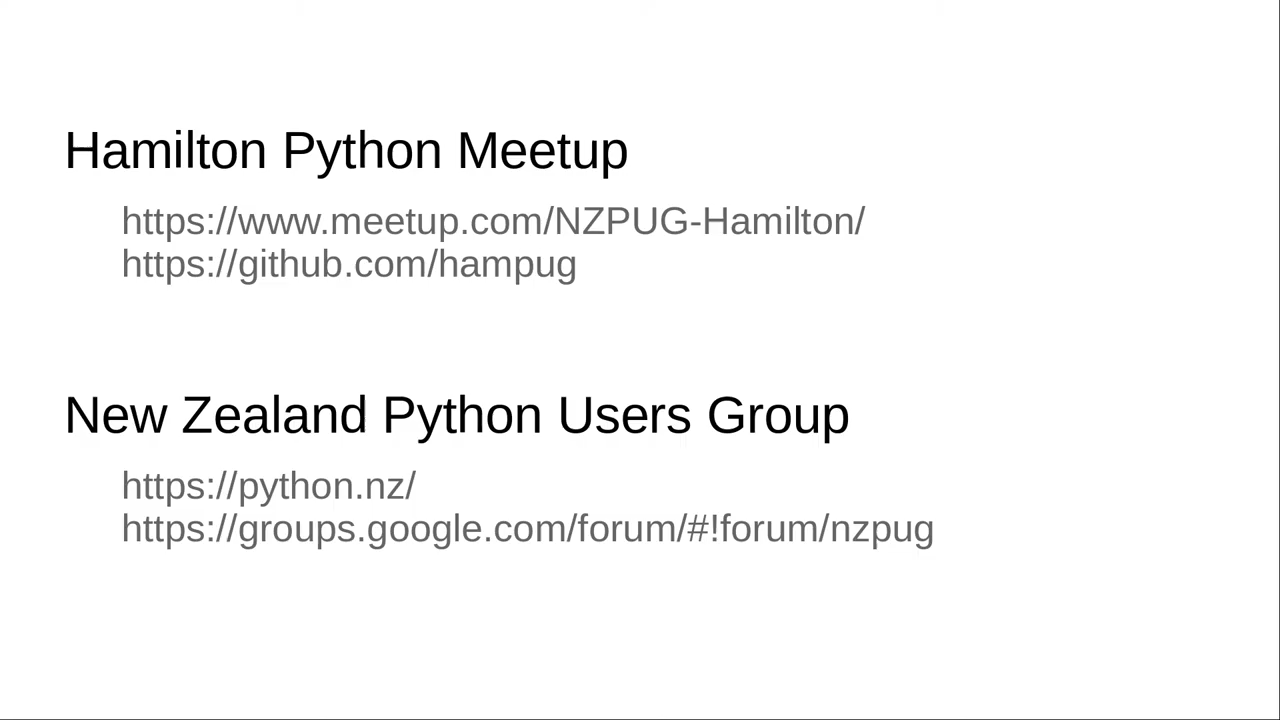 Hamilton Python Meetup
https://www.meetup.com/NZPUG-Hamilton/
https://github.com/hampug
New Zealand Python Users Group
https://python.nz/
https://groups.google.com/forum/#!forum/nzpug